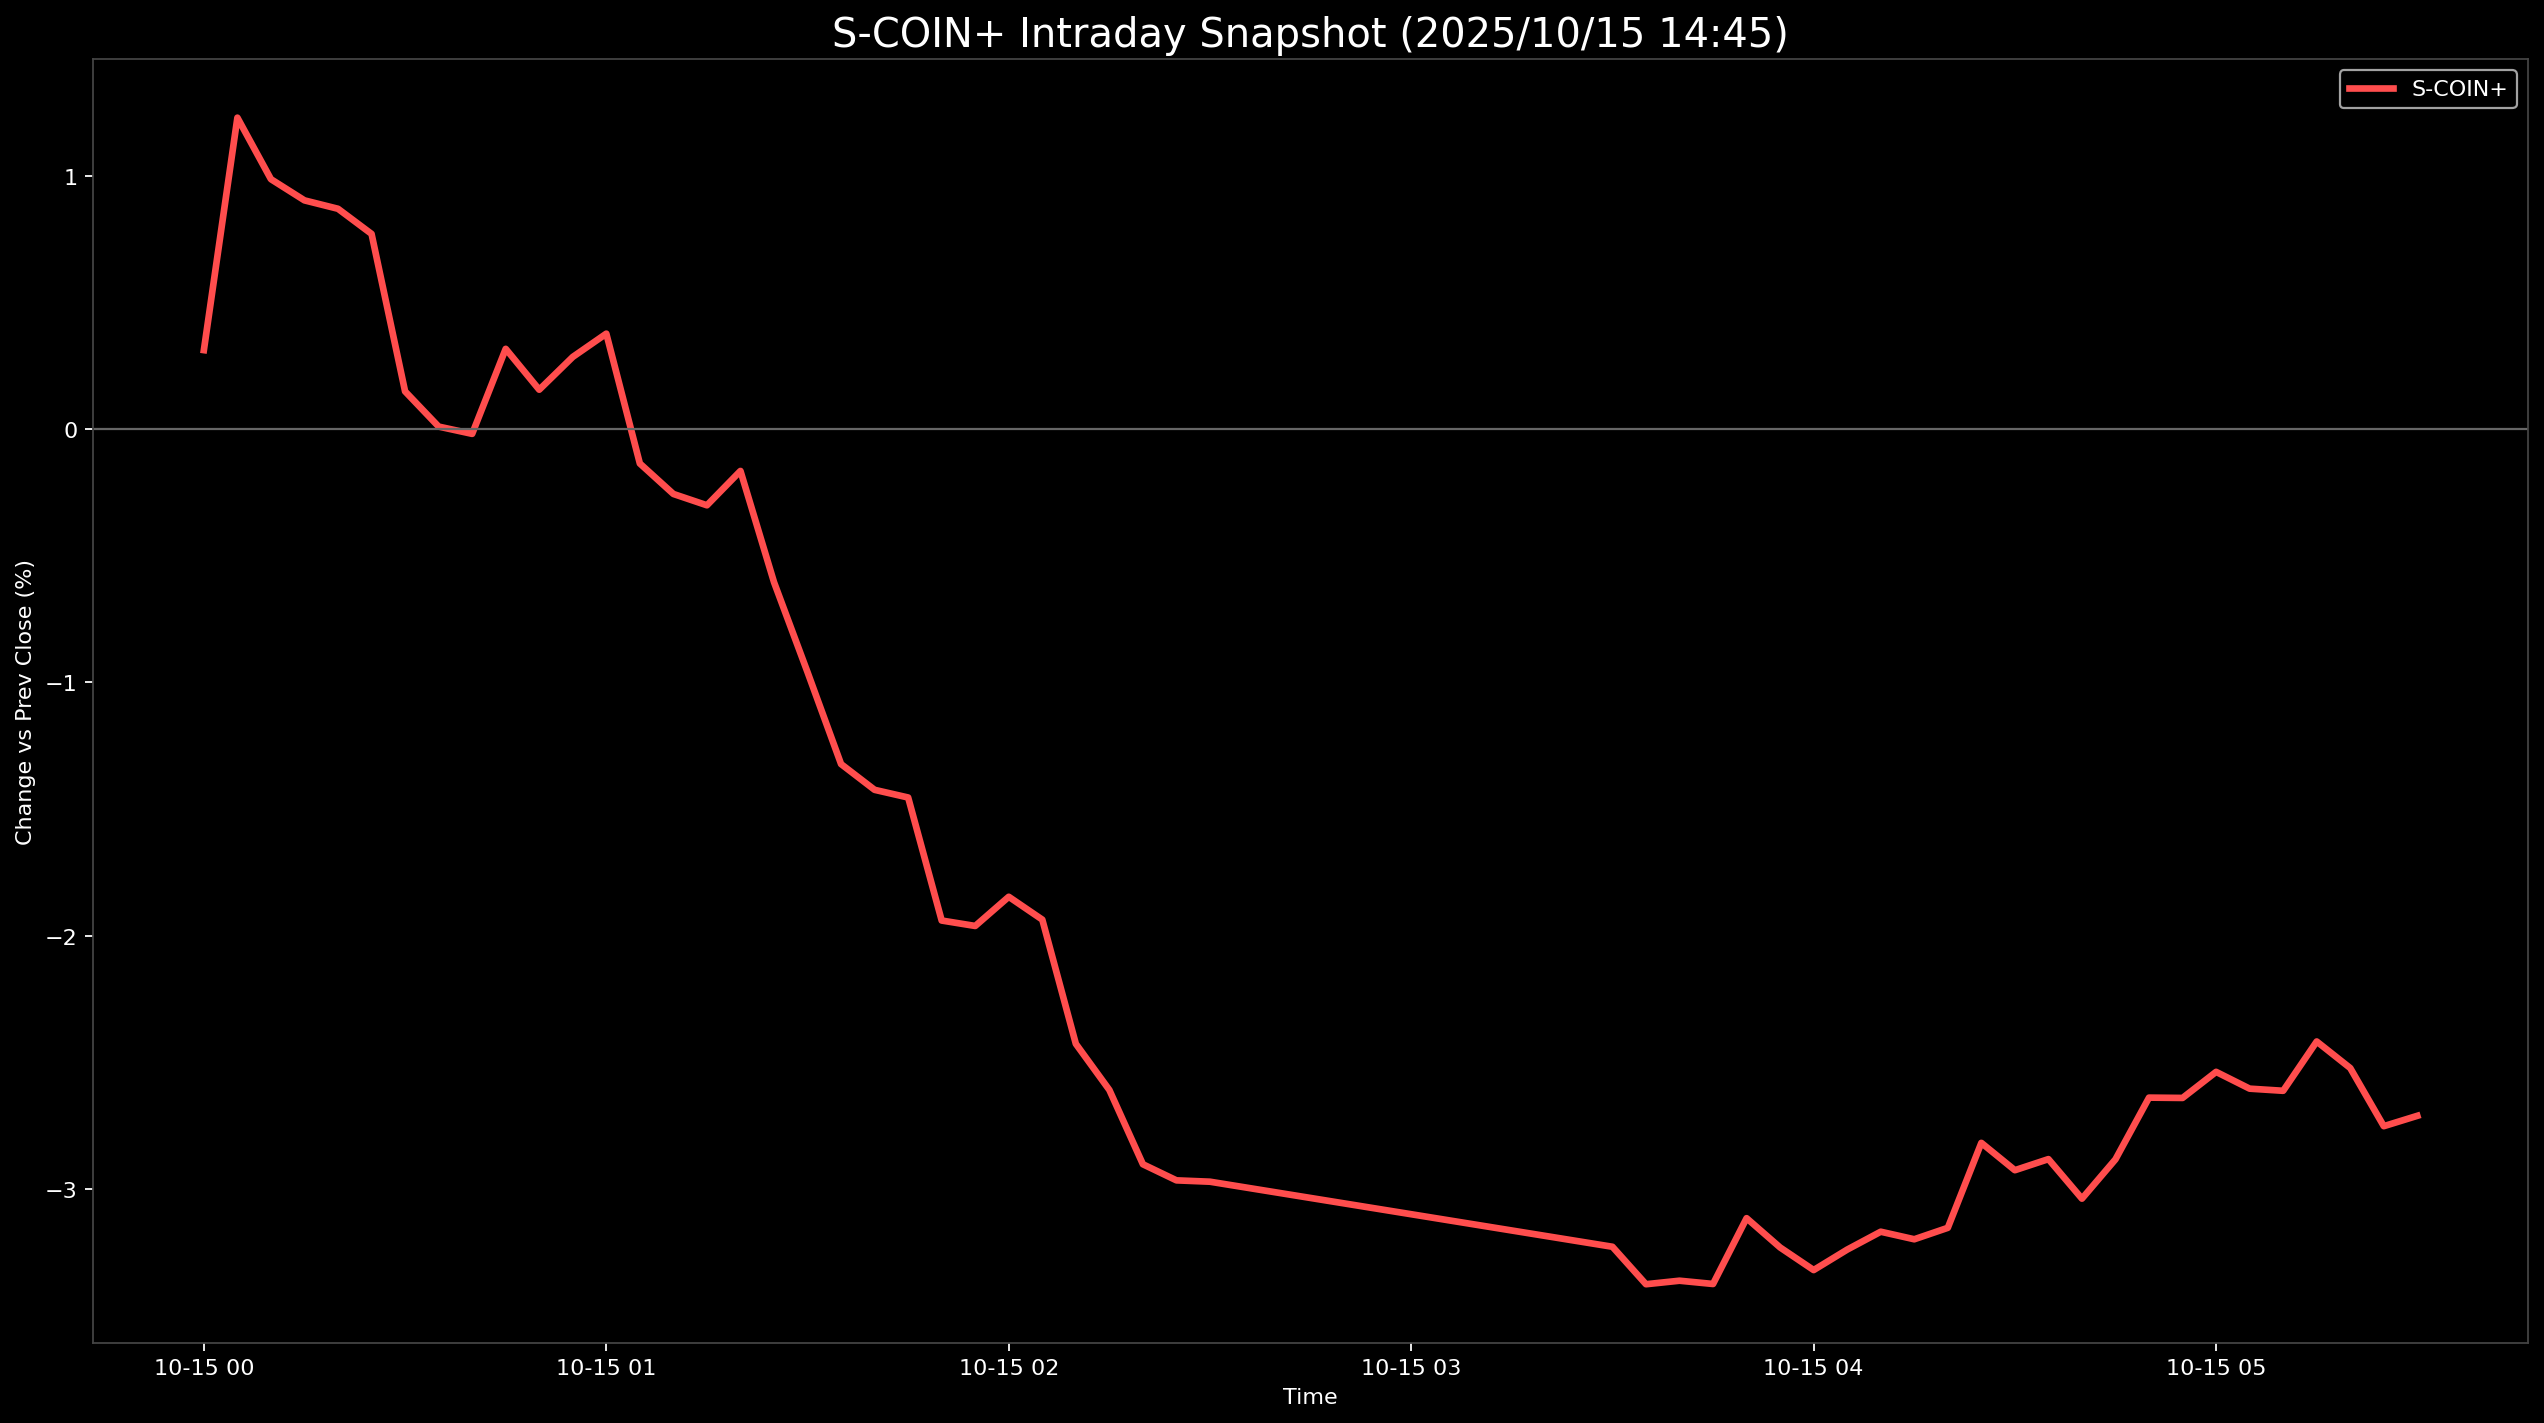 S-COIN+ Intraday Snapshot (2025/10/15 14:45)
S-COIN+
Change vs Prev Close (%)
1
0
−1
−2
−3
10-15 00
10-15 01
10-15 02
10-15 03
10-15 04
10-15 05
Time